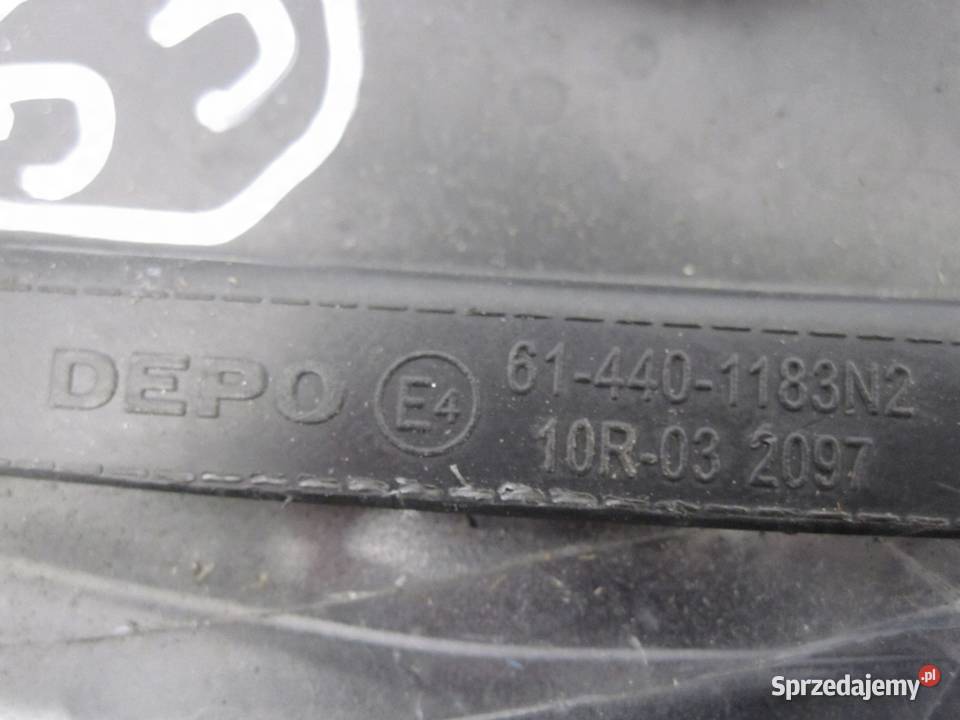 DEPO E4 61-440-1183N2
10R-03 2097
Sprzedajemy.pl